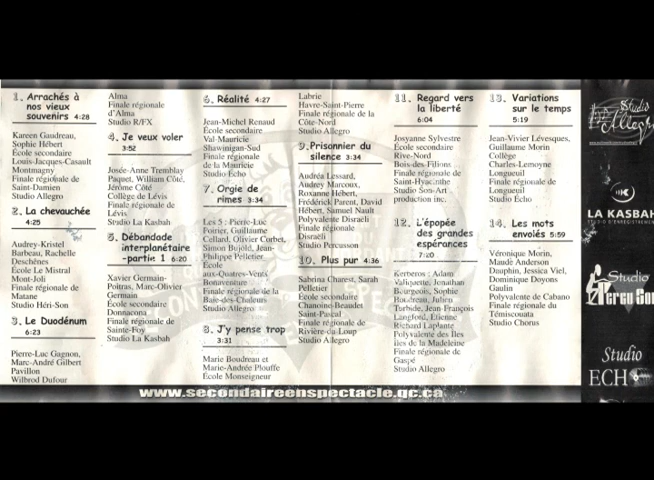 1. Arrachés à
nos vieux
souvenirs 4:28
Kareen Gaudreau,
Sophie Hébert
École secondaire
Louis-Jacques-Casault
Montmagny
Finale régionale de
Saint-Damien
Studio Allegro
2. La chevauchée
4:25
Audrey-Kristel
Barbeau, Rachelle
Deschênes
École Le Mistral
Mont-Joli
Finale régionale de
Matane
Studio Héri-Son
3. Le Duodénum
6:23
Pierre-Luc Gagnon,
Marc-André Gilbert
Pavillon
Wilbrod Dufour
Alma
Finale régionale
d'Alma
Studio R/FX
4. Je veux voler
3:52
Josée-Anne Tremblay
Paquet, William Côté,
Jérôme Côté
Collège de Lévis
Finale régionale de
Lévis
Studio La Kasbah
5. Débandade
interplanétaire
-partie 1 6:20
Xavier Germain-
Poitras, Marc-Olivier
Germain
École secondaire
Donnacona
Finale régionale de
Sainte-Foy
Studio La Kasbah
6. Réalité 4:27
Jean-Michel Renaud
École secondaire
Val-Mauricie
Shawinigan-Sud
Finale régionale
de la Mauricie
Studio Écho
7. Orgie de
rimes 3:34
Les 5 : Pierre-Luc
Poirier, Guillaume
Cellard, Olivier Corbet,
Simon Bujold, Jean-
Philippe Pelletier
École
aux-Quatres-Vents
Bonaventure
Finale régionale de la
Baie-des-Chaleurs
Studio Allegro
8. J'y pense trop
3:31
Marie Boudreau et
Marie-Andrée Plouffe
École Monseigneur
Labrie
Havre-Saint-Pierre
Finale régionale de la
Côte-Nord
Studio Allegro
9. Prisonnier du
silence 3:34
Audréa Lessard,
Audrey Marcoux,
Roxanne Hébert,
Frédérick Parent, David
Hébert, Samuel Nault
Polyvalente Disraéli
Finale régionale de
Disraéli
Studio Percusson
10. Plus pur 4:36
Sabrina Charest, Sarah
Pelletier
École secondaire
Chanoine-Beaudet
Saint-Pascal
Finale régionale de
Rivière-du-Loup
Studio Allegro
11. Regard vers
la liberté
6:04
Josyanne Sylvestre
École secondaire
Rive-Nord
Bois-des-Filions
Finale régionale de
Saint-Hyacinthe
Studio Son-Art
production inc.
12. L'épopée
des grandes
espérances
7:20
Kerberos : Adam
Valiquette, Jonathan
Bourgeois, Sophie
Boudreau, Julien
Turbide, Jean François
Langford, Étienne
Richard Laplante
Polyvalente des Îles
Îles de la Madeleine
Finale régionale de
Gaspé
Studio Allegro
13. Variations
sur le temps
5:19
Jean-Vivier Lévesques,
Guillaume Morin
Collège
Charles-Lemoyne
Longueuil
Finale régionale de
Longueuil
Studio Écho
14. Les mots
envolés 5:59
Véronique Morin,
Maude Anderson
Dauphin, Jessica Viel,
Dominique Doyons
Gaulin
Polyvalente de Cabano
Finale régionale du
Témiscouata
Studio Chorus
Studio
Allegro
LA KASBAH
STUDIO D'ENREGISTREMENT
Studio
Stereo Son
Studio
ECHO
www.secondaireenspectacle.qc.ca